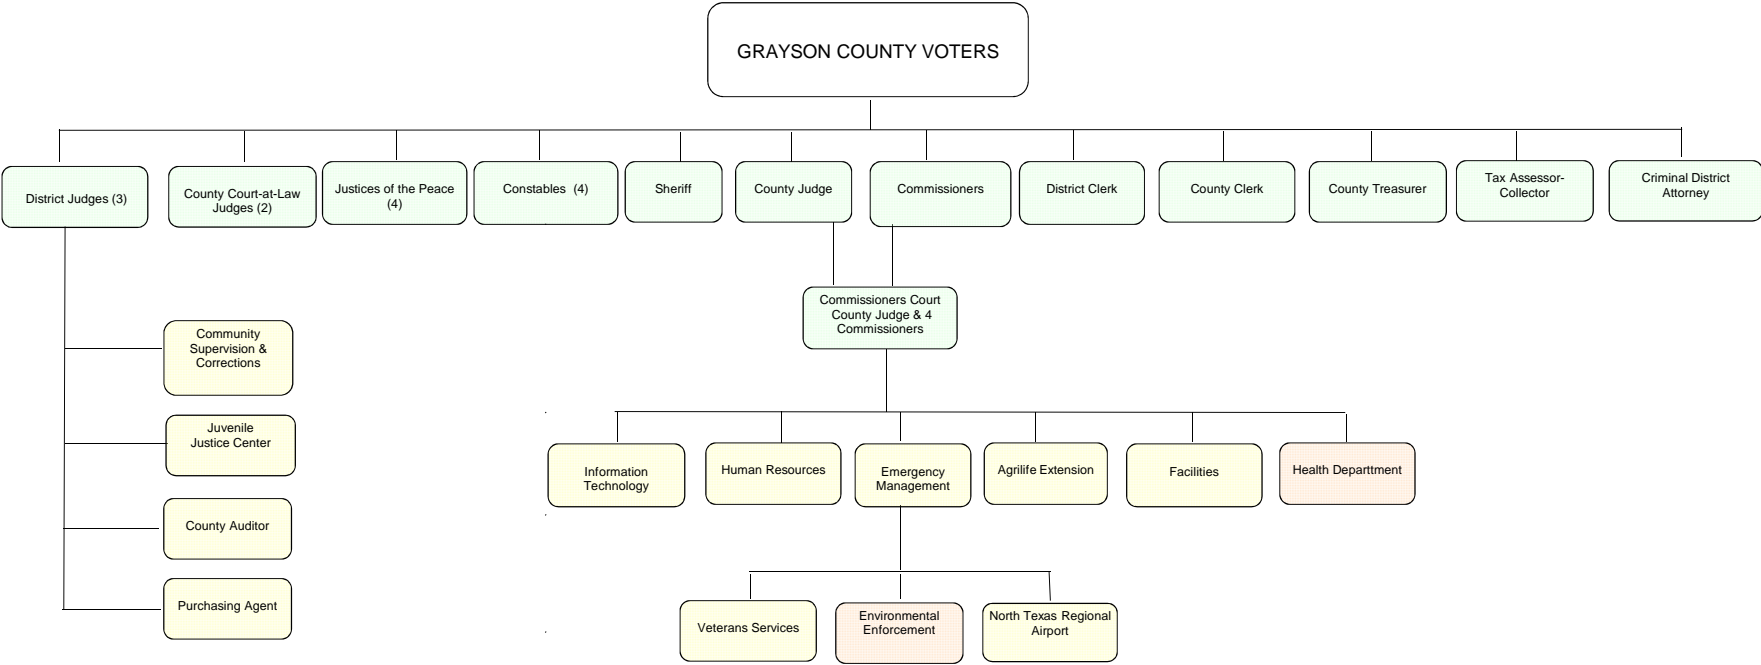 GRAYSON COUNTY VOTERS
District Judges (3)
County Court-at-Law
Judges (2)
Justices of the Peace
(4)
Constables (4)
Sheriff
County Judge
Commissioners
District Clerk
County Clerk
County Treasurer
Tax Assessor-
Collector
Criminal District
Attorney
Commissioners Court
County Judge & 4
Commissioners
Community
Supervision &
Corrections
Juvenile
Justice Center
County Auditor
Purchasing Agent
Information
Technology
Human Resources
Emergency
Management
Agrilife Extension
Facilities
Health Departtment
Veterans Services
Environmental
Enforcement
North Texas Regional
Airport